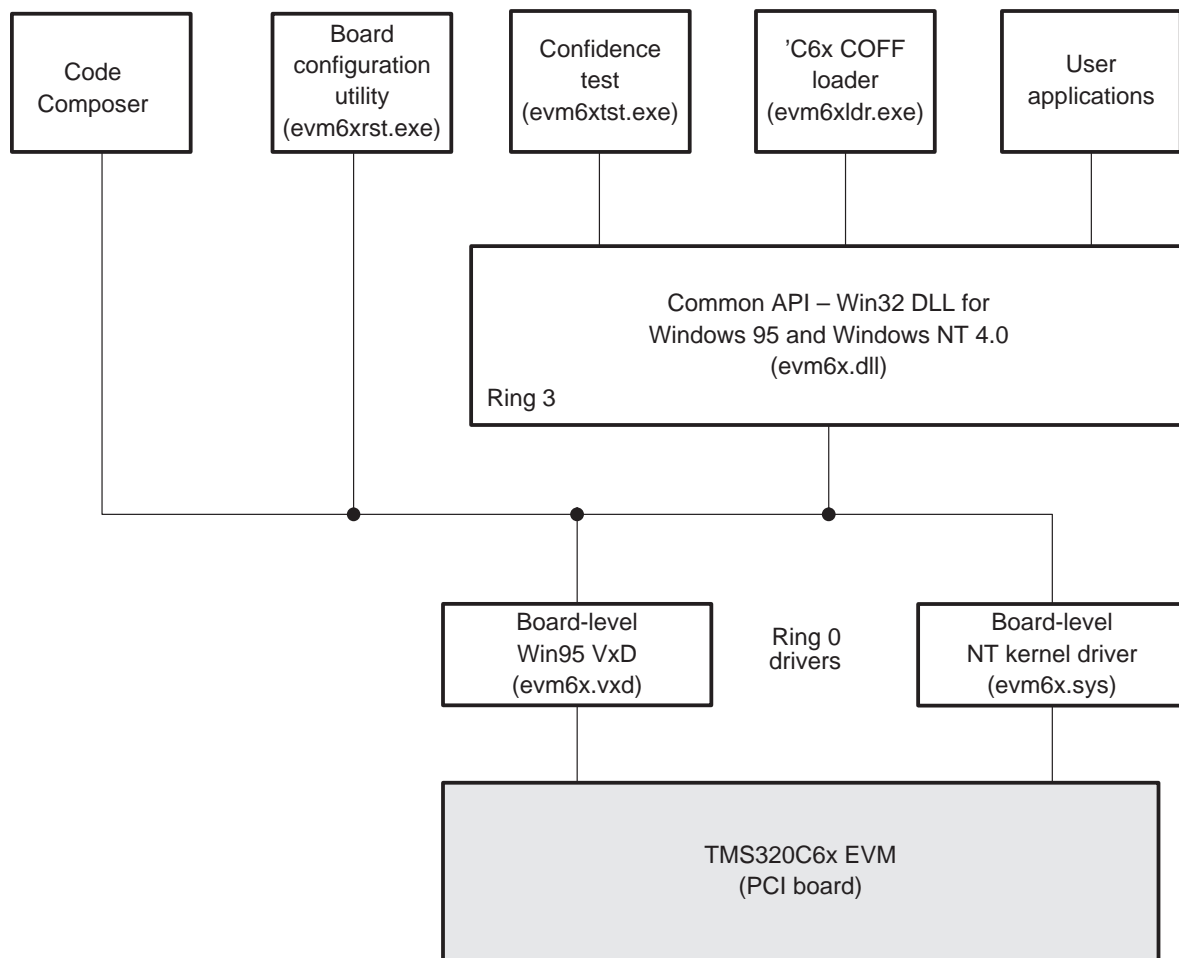 Code
Composer
Board
configuration
utility
(evm6xrst.exe)
Confidence
test
(evm6xtst.exe)
’C6x COFF
loader
(evm6xldr.exe)
User
applications
Common API – Win32 DLL for
Windows 95 and Windows NT 4.0
(evm6x.dll)
Ring 3
Board-level
Win95 VxD
(evm6x.vxd)
Ring 0
drivers
Board-level
NT kernel driver
(evm6x.sys)
TMS320C6x EVM
(PCI board)